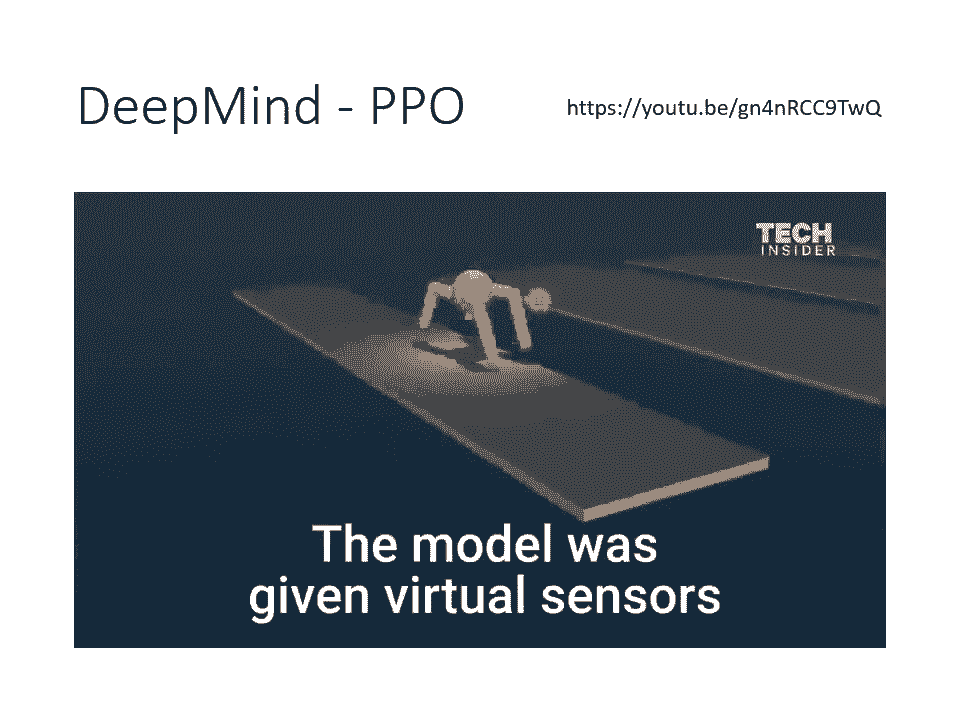 DeepMind - PPO
https://youtu.be/gn4nRCC9TwQ
TECH
INSIDER
The model was
given virtual sensors